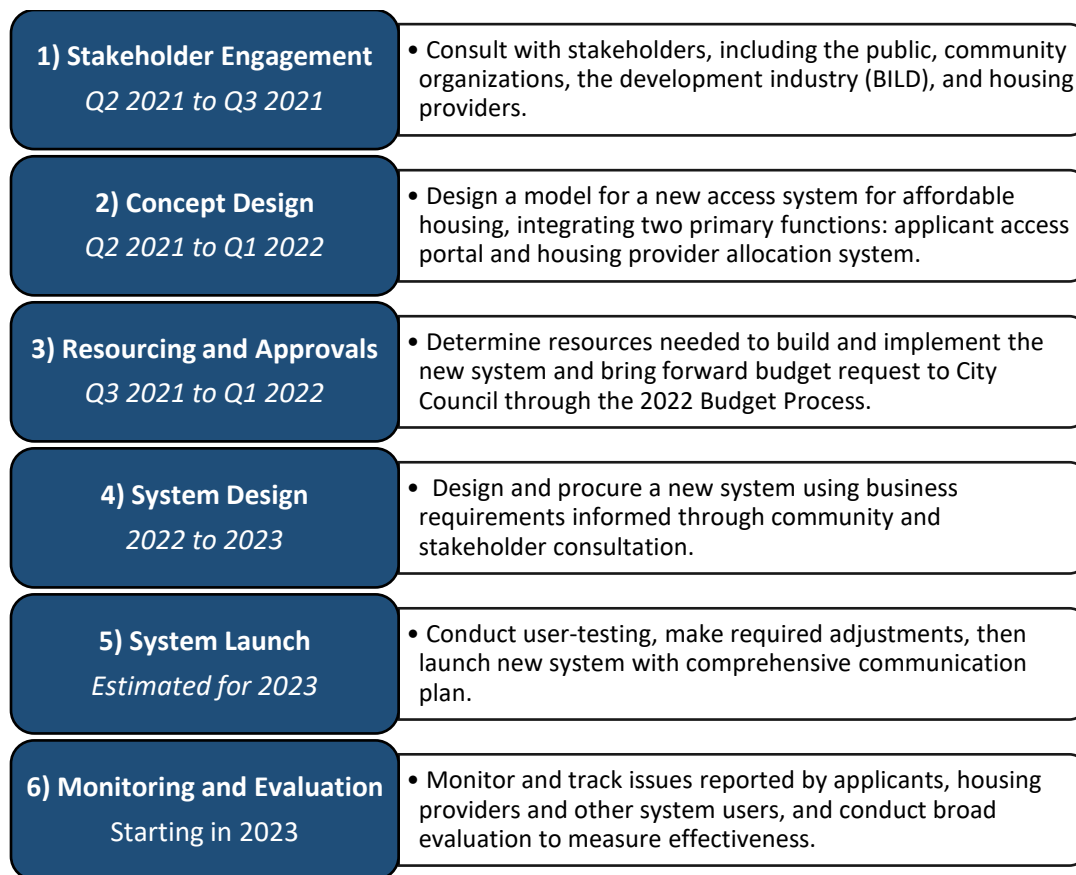 1) Stakeholder Engagement
Q2 2021 to Q3 2021
• Consult with stakeholders, including the public, community
organizations, the development industry (BILD), and housing
providers.
2) Concept Design
Q2 2021 to Q1 2022
• Design a model for a new access system for affordable
housing, integrating two primary functions: applicant access
portal and housing provider allocation system.
3) Resourcing and Approvals
Q3 2021 to Q1 2022
• Determine resources needed to build and implement the
new system and bring forward budget request to City
Council through the 2022 Budget Process.
4) System Design
2022 to 2023
• Design and procure a new system using business
requirements informed through community and
stakeholder consultation.
5) System Launch
Estimated for 2023
• Conduct user-testing, make required adjustments, then
launch new system with comprehensive communication
plan.
6) Monitoring and Evaluation
Starting in 2023
• Monitor and track issues reported by applicants, housing
providers and other system users, and conduct broad
evaluation to measure effectiveness.